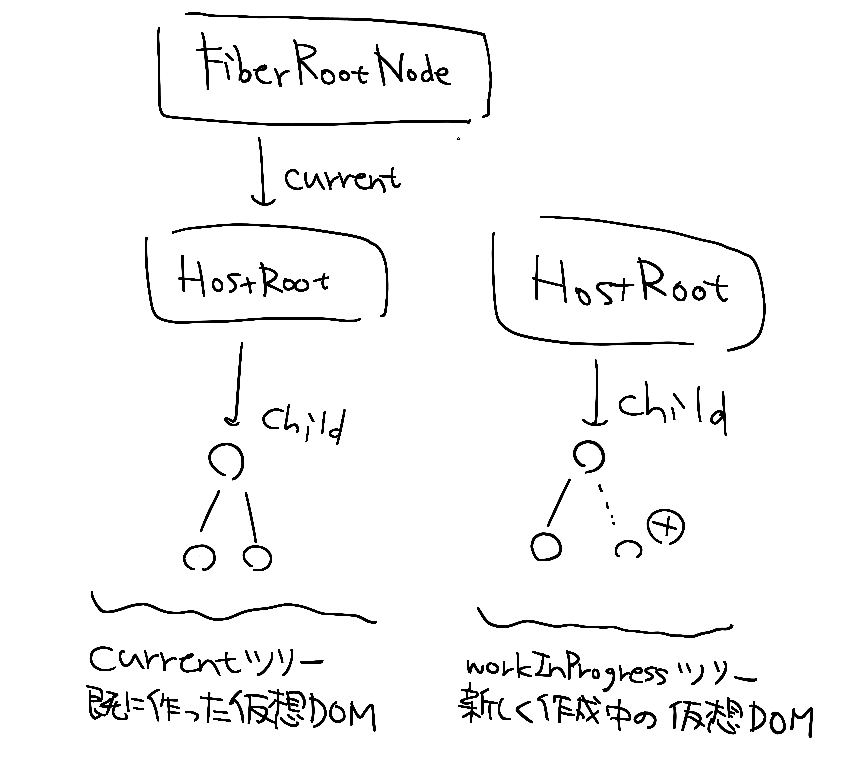 FiberRootNode
current
HostRoot
HostRoot
child
child
currentツリー
既に作った仮想DOM
workInProgressツリー
新しく作成中の仮想DOM